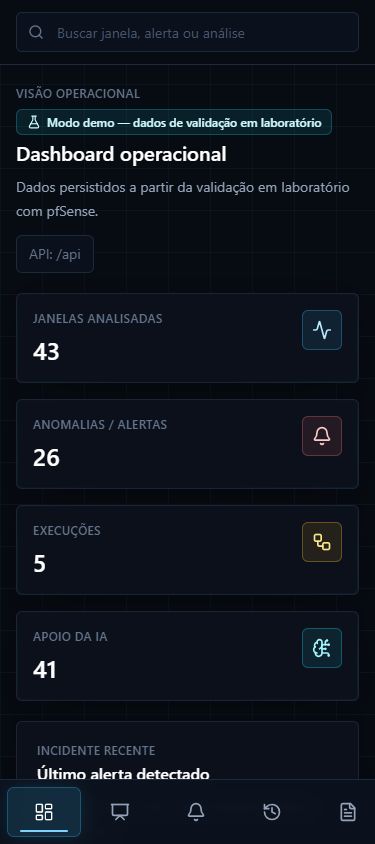 Buscar janela, alerta ou análise
VISÃO OPERACIONAL
Modo demo — dados de validação em laboratório
Dashboard operacional
Dados persistidos a partir da validação em laboratório
com pfSense.
API: /api
JANELAS ANALISADAS
43
ANOMALIAS / ALERTAS
26
EXECUÇÕES
5
APOIO DA IA
41
INCIDENTE RECENTE
Último alerta detectado